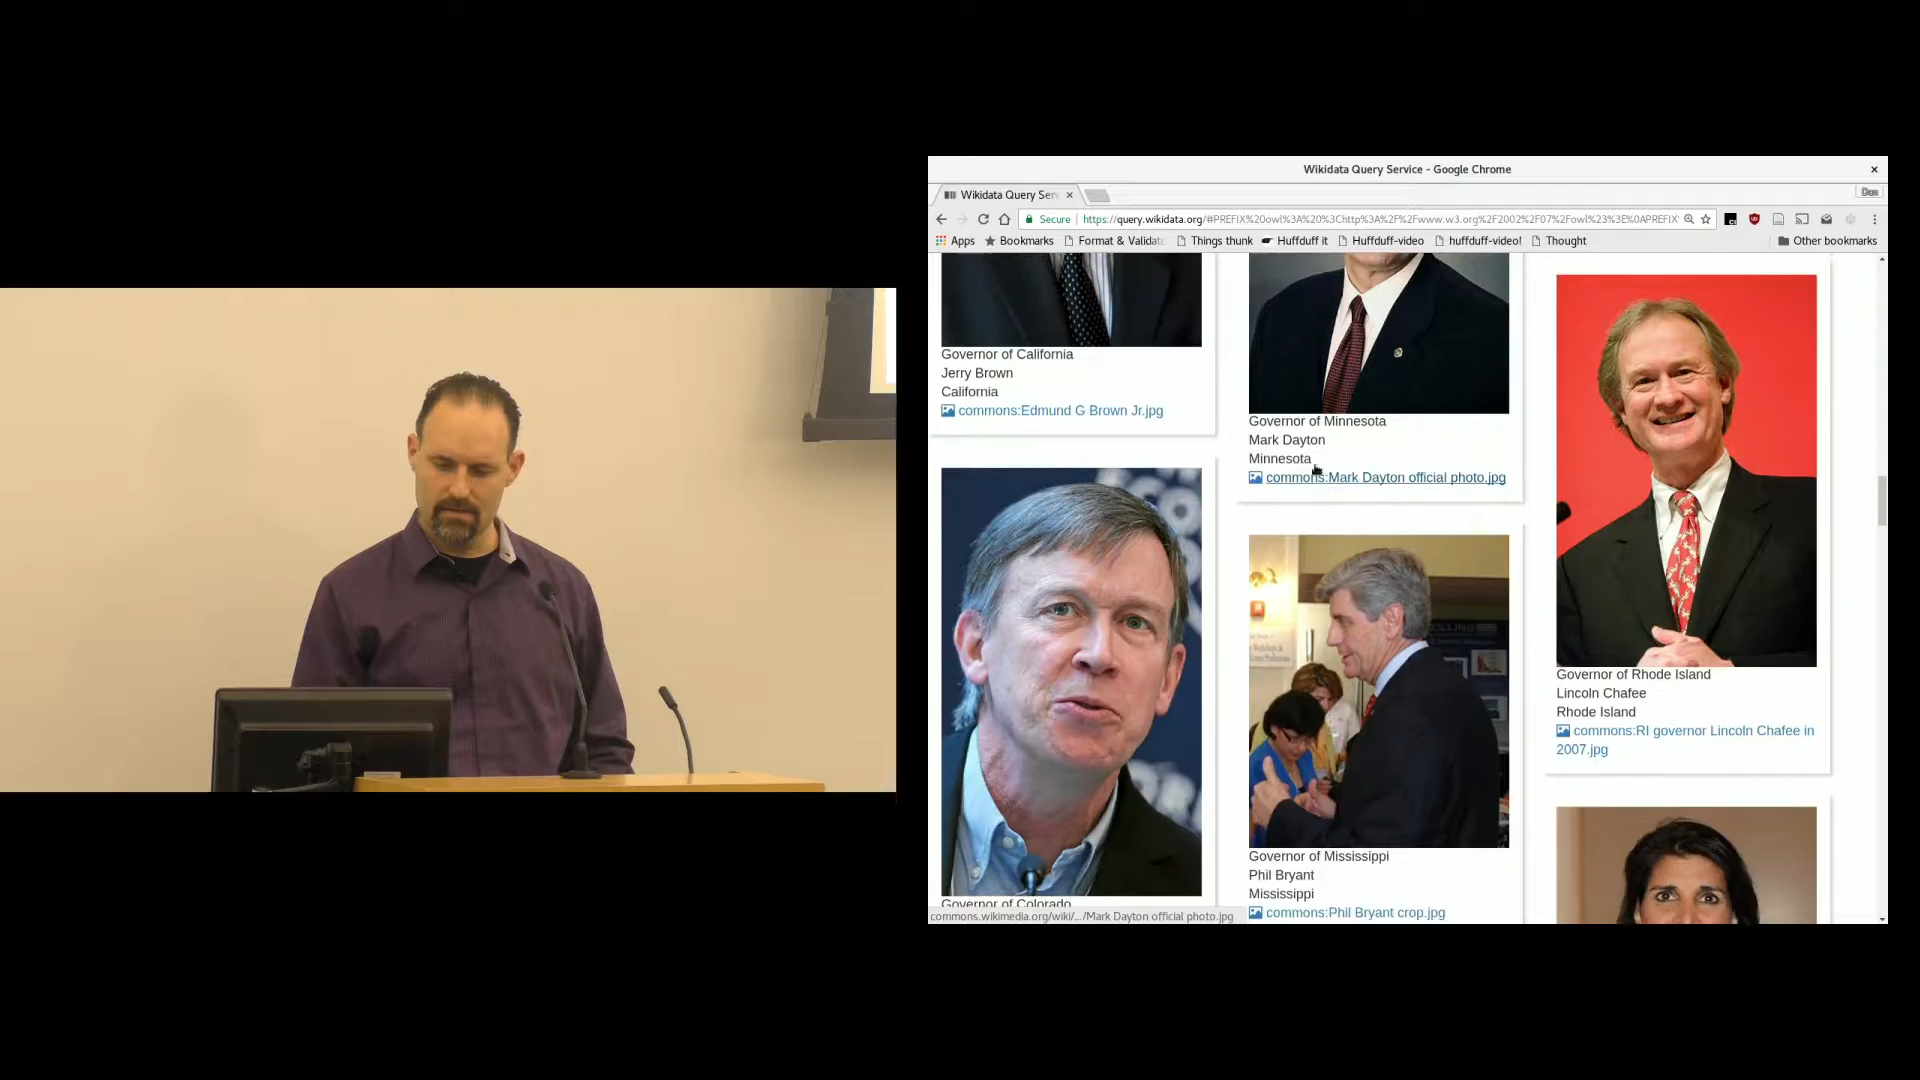 Wikidata Query Service - Google Chrome
Wikidata Query Ser
Dan
Secure
https://query.wikidata.org/#PREFIX%20owl%3A%20%3Chttp%3A%2F%2Fwww.w3.org%2F2002%2F07%2Fowl%23%3E%0APREFIX
Apps
Bookmarks
Format & Validate
Things thunk
Huffduff it
Huffduff-video
huffduff-video!
Thought
Other bookmarks
Governor of California
Jerry Brown
California
commons:Edmund G Brown Jr.jpg
Governor of Colorado
Governor of Minnesota
Mark Dayton
Minnesota
commons:Mark Dayton official photo.jpg
Governor of Mississippi
Phil Bryant
Mississippi
commons:Phil Bryant crop.jpg
Governor of Rhode Island
Lincoln Chafee
Rhode Island
commons:RI governor Lincoln Chafee in
2007.jpg
commons.wikimedia.org/wiki/.../Mark Dayton official photo.jpg